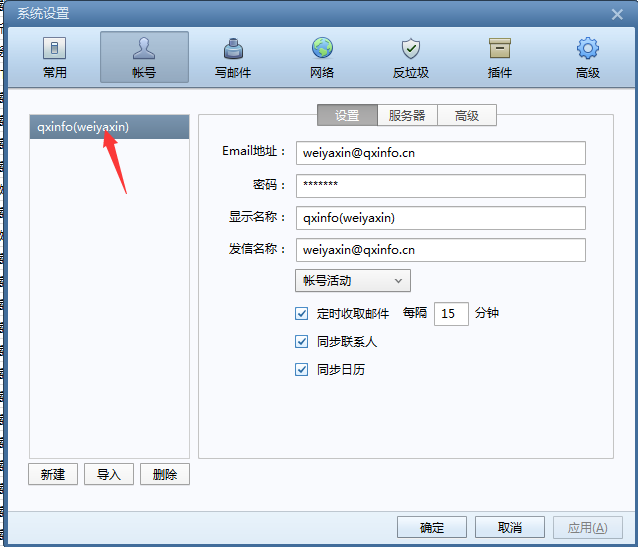 系统设置
常用 帐号 写邮件 网络 反垃圾 插件 高级
qxinfo(weiyaxin)
设置 服务器 高级
Email地址： weiyaxin@qxinfo.cn
密码： *******
显示名称： qxinfo(weiyaxin)
发信名称： weiyaxin@qxinfo.cn
帐号活动
定时收取邮件 每隔 15 分钟
同步联系人
同步日历
新建 导入 删除
确定 取消 应用(A)